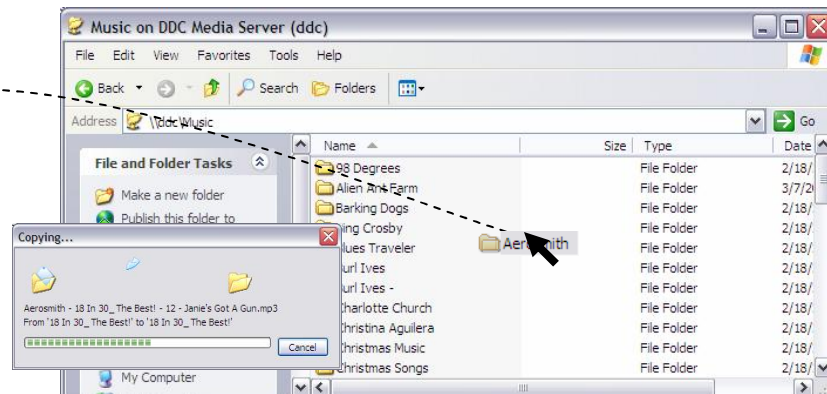 Music on DDC Media Server (ddc)
File Edit View Favorites Tools Help
Back Search Folders
Address \\ddc\Music Go
Name Size Type Date
File and Folder Tasks
Make a new folder
Publish this folder to
98 Degrees File Folder 2/18/
Alien Ant Farm File Folder 3/7/20
Barking Dogs File Folder 2/18/
ing Crosby File Folder 2/18/
lues Traveler File Folder 2/18/
url Ives File Folder 2/18/
url Ives - File Folder 2/18/
harlotte Church File Folder 2/18/
hristina Aguilera File Folder 2/18/
hristmas Music File Folder 2/18/
Christmas Songs File Folder 2/18/
Aerosmith
Copying...
Aerosmith - 18 In 30_ The Best! - 12 - Janie's Got A Gun.mp3
From '18 In 30_ The Best!' to '18 In 30_ The Best!'
Cancel
My Computer